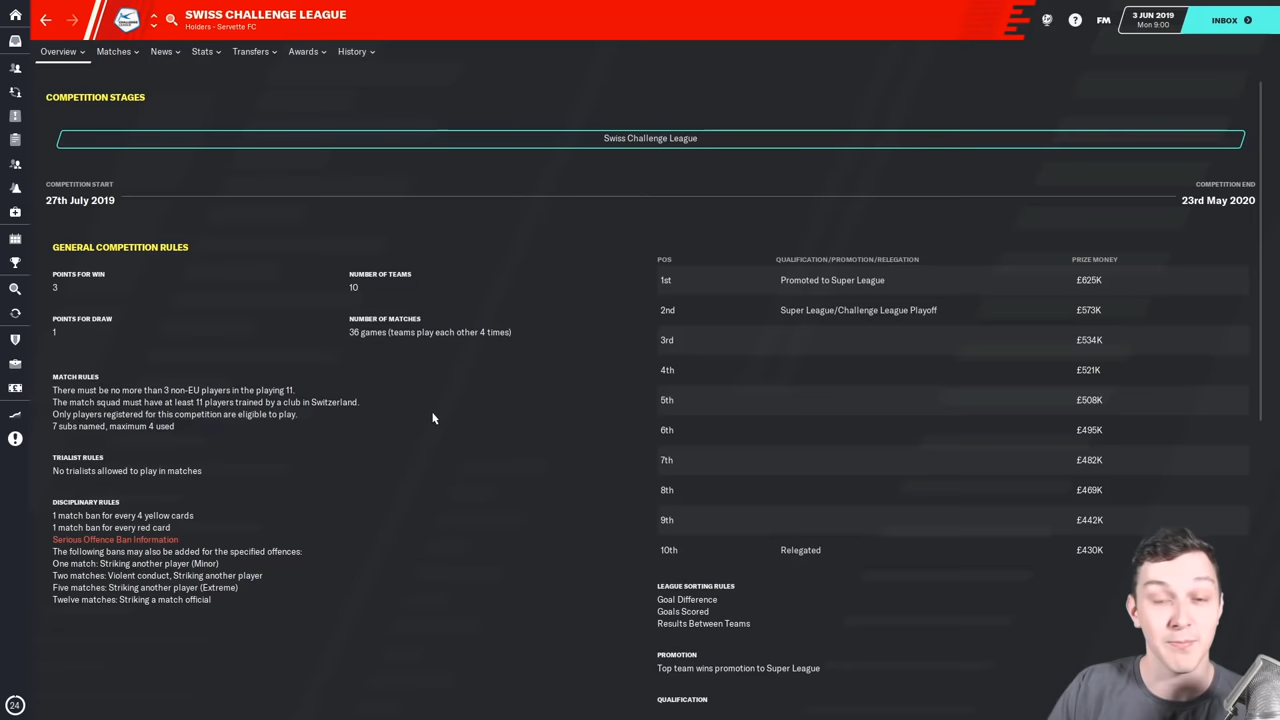 SWISS CHALLENGE LEAGUE
Holders - Servette FC
FM
3 JUN 2019
Mon 9:00
INBOX
Overview
Matches
News
Stats
Transfers
Awards
History
COMPETITION STAGES
Swiss Challenge League
COMPETITION START
27th July 2019
COMPETITION END
23rd May 2020
GENERAL COMPETITION RULES
POINTS FOR WIN
3
NUMBER OF TEAMS
10
POINTS FOR DRAW
1
NUMBER OF MATCHES
36 games (teams play each other 4 times)
MATCH RULES
There must be no more than 3 non-EU players in the playing 11.
The match squad must have at least 11 players trained by a club in Switzerland.
Only players registered for this competition are eligible to play.
7 subs named, maximum 4 used
TRIALIST RULES
No trialists allowed to play in matches
DISCIPLINARY RULES
1 match ban for every 4 yellow cards
1 match ban for every red card
Serious Offence Ban Information
The following bans may also be added for the specified offences:
One match: Striking another player (Minor)
Two matches: Violent conduct, Striking another player
Five matches: Striking another player (Extreme)
Twelve matches: Striking a match official
POS QUALIFICATION/PROMOTION/RELEGATION PRIZE MONEY
1st Promoted to Super League £625K
2nd Super League/Challenge League Playoff £573K
3rd £534K
4th £521K
5th £508K
6th £495K
7th £482K
8th £469K
9th £442K
10th Relegated £430K
LEAGUE SORTING RULES
Goal Difference
Goals Scored
Results Between Teams
PROMOTION
Top team wins promotion to Super League
QUALIFICATION
24